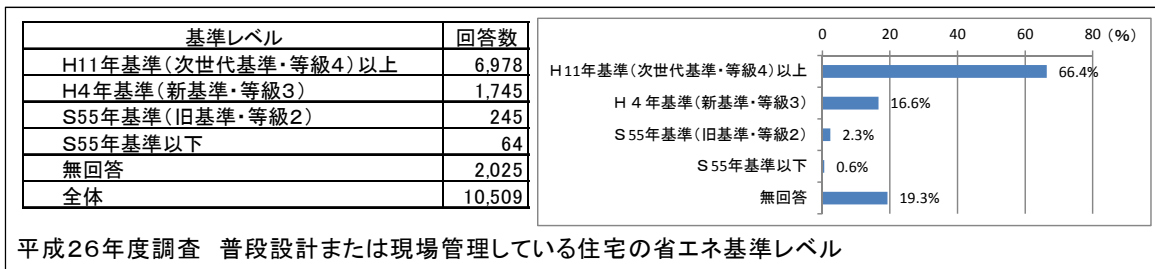 基準レベル 回答数
H11年基準(次世代基準・等級4)以上 6,978
H4年基準(新基準・等級3) 1,745
S55年基準(旧基準・等級2) 245
S55年基準以下 64
無回答 2,025
全体 10,509
0 20 40 60 80 (%)
H11年基準(次世代基準・等級4)以上 66.4%
H4年基準(新基準・等級3) 16.6%
S55年基準(旧基準・等級2) 2.3%
S55年基準以下 0.6%
無回答 19.3%
平成26年度調査 普段設計または現場管理している住宅の省エネ基準レベル